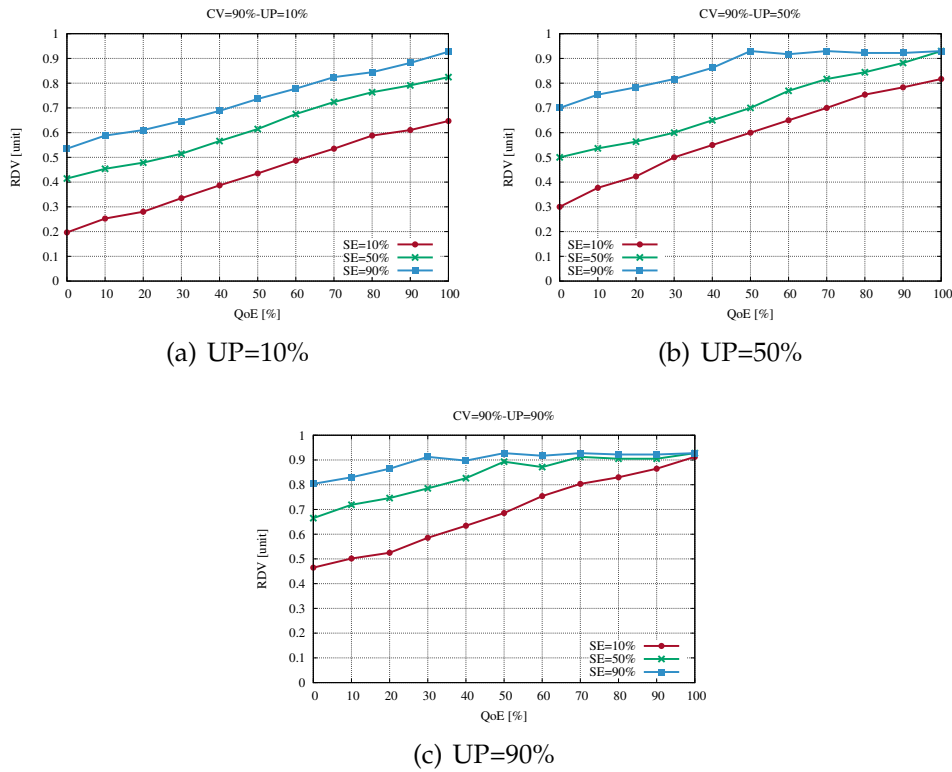 CV=90%-UP=10%
RDV [unit]
1
0.9
0.8
0.7
0.6
0.5
0.4
0.3
0.2
0.1
0
SE=10%
SE=50%
SE=90%
0 10 20 30 40 50 60 70 80 90 100
QoE [%]
(a) UP=10%
CV=90%-UP=50%
RDV [unit]
1
0.9
0.8
0.7
0.6
0.5
0.4
0.3
0.2
0.1
0
SE=10%
SE=50%
SE=90%
0 10 20 30 40 50 60 70 80 90 100
QoE [%]
(b) UP=50%
CV=90%-UP=90%
RDV [unit]
1
0.9
0.8
0.7
0.6
0.5
0.4
0.3
0.2
0.1
0
SE=10%
SE=50%
SE=90%
0 10 20 30 40 50 60 70 80 90 100
QoE [%]
(c) UP=90%